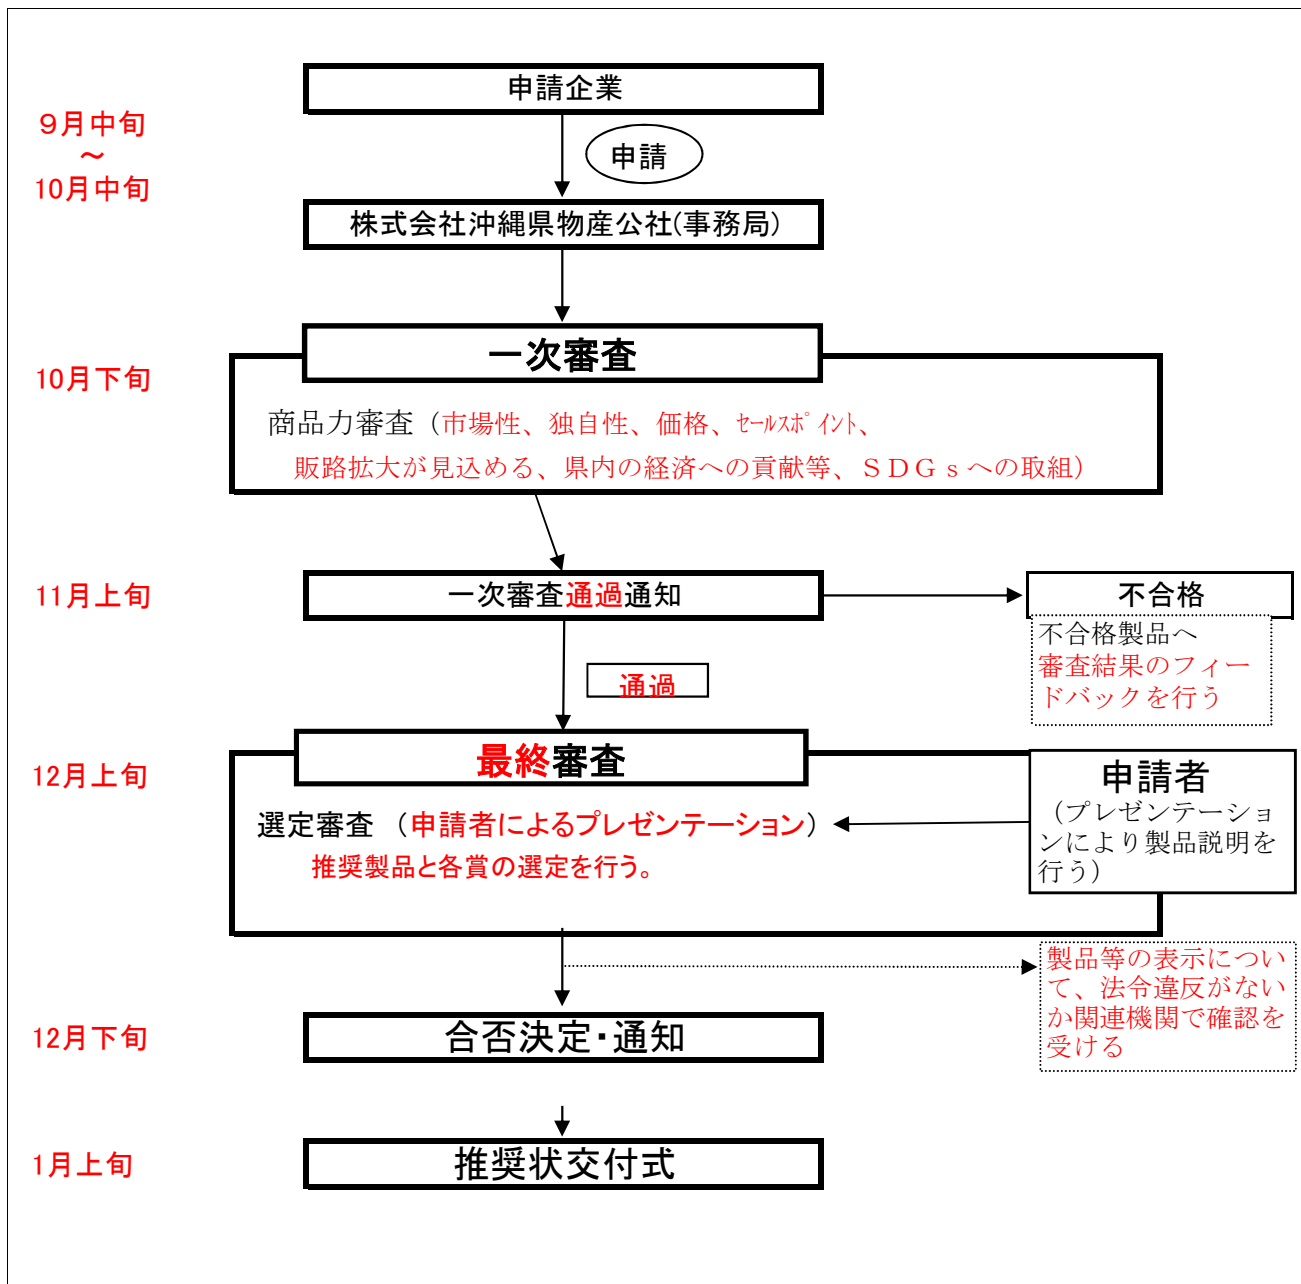 申請企業
９月中旬
～
10月中旬
申請
株式会社沖縄県物産公社(事務局)
一次審査
10月下旬
商品力審査（市場性、独自性、価格、ｾｰﾙｽﾎﾟｲﾝﾄ、
販路拡大が見込める、県内の経済への貢献等、ＳＤＧｓへの取組）
11月上旬
一次審査通過通知
不合格
不合格製品へ
審査結果のフィー
ドバックを行う
通過
最終審査
12月上旬
申請者
（プレゼンテーショ
ンにより製品説明を
行う）
選定審査　（申請者によるプレゼンテーション）
推奨製品と各賞の選定を行う。
製品等の表示につい
て、法令違反がない
か関連機関で確認を
受ける
12月下旬
合否決定・通知
1月上旬
推奨状交付式